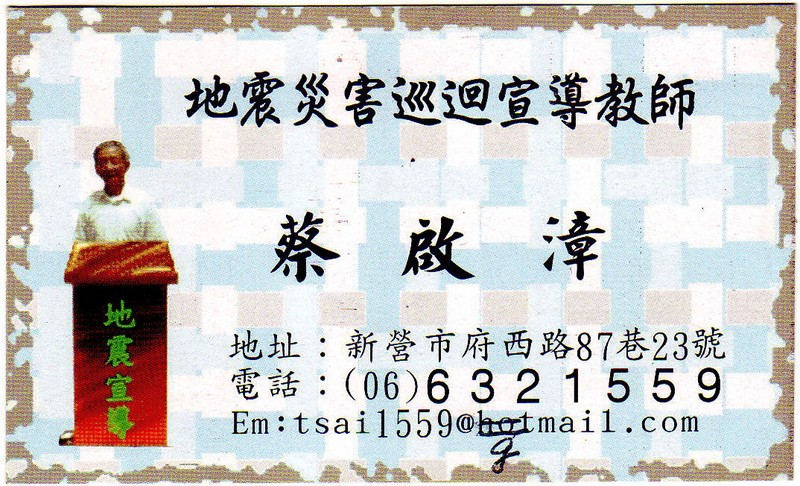 地震災害巡迴宣導教師
蔡啟漳
地震宣導
地址：新營市府西路87巷23號
電話：(06)6321559
Em:tsai1559@hotmail.com
g